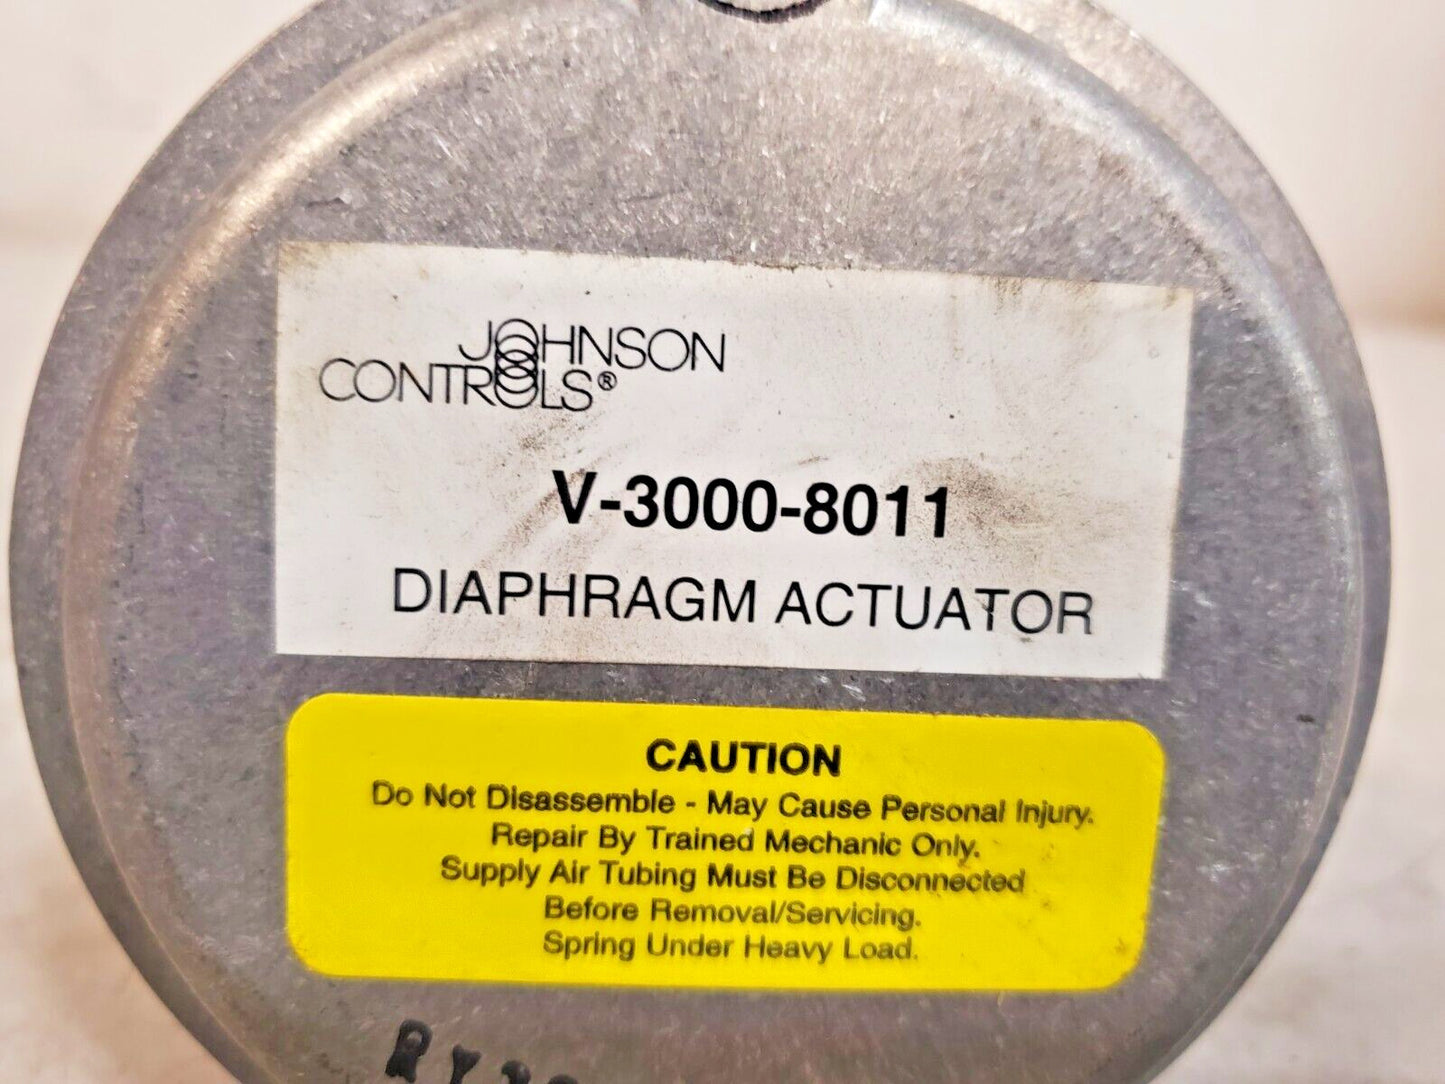 JOHNSON
CONTROLS®
V-3000-8011
DIAPHRAGM ACTUATOR
CAUTION
Do Not Disassemble - May Cause Personal Injury.
Repair By Trained Mechanic Only.
Supply Air Tubing Must Be Disconnected
Before Removal/Servicing.
Spring Under Heavy Load.